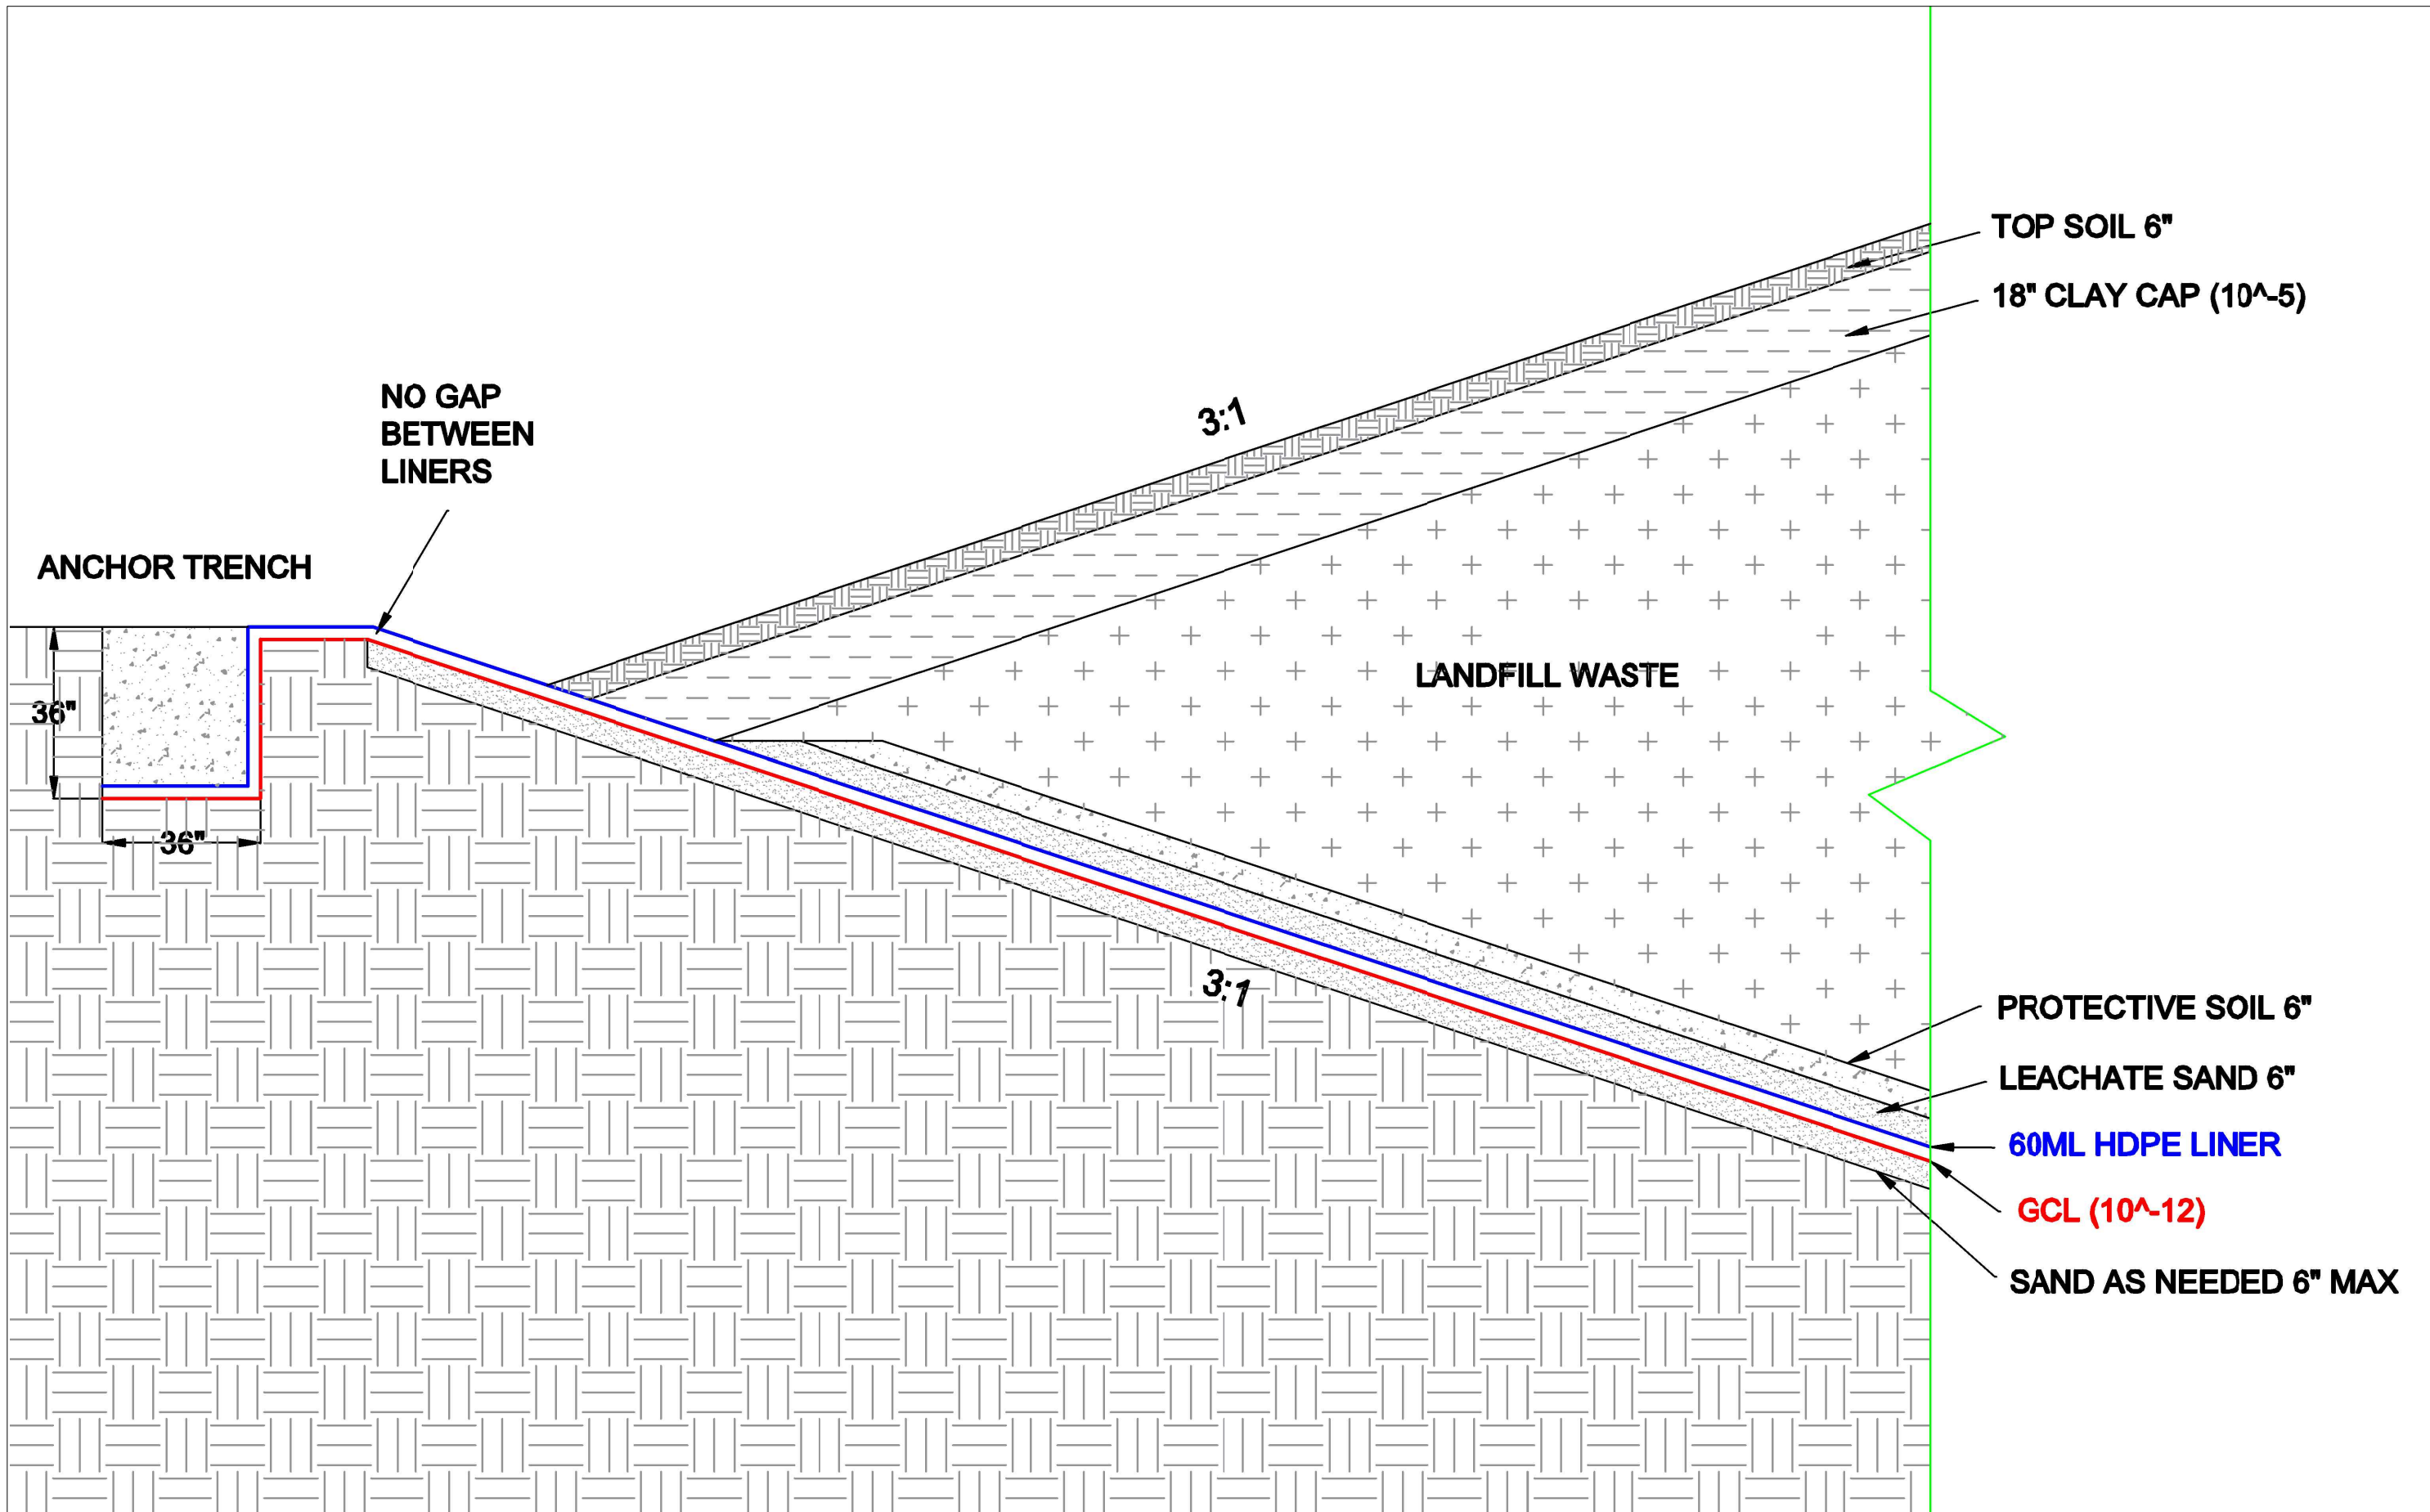 TOP SOIL 6"
18" CLAY CAP (10^-5)
NO GAP
BETWEEN
LINERS
3:1
ANCHOR TRENCH
LANDFILL WASTE
36"
36"
3:1
PROTECTIVE SOIL 6"
LEACHATE SAND 6"
60ML HDPE LINER
GCL (10^-12)
SAND AS NEEDED 6" MAX